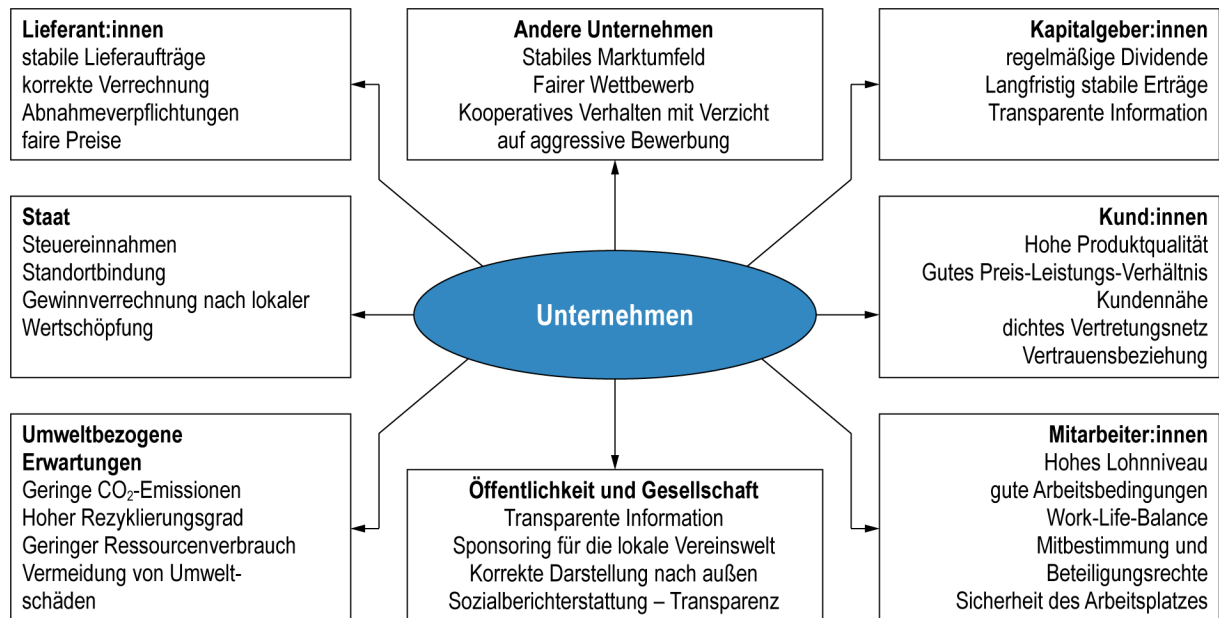 Lieferant:innen
stabile Lieferaufträge
korrekte Verrechnung
Abnahmeverpflichtungen
faire Preise
Andere Unternehmen
Stabiles Marktumfeld
Fairer Wettbewerb
Kooperatives Verhalten mit Verzicht
auf aggressive Bewerbung
Kapitalgeber:innen
regelmäßige Dividende
Langfristig stabile Erträge
Transparente Information
Staat
Steuereinnahmen
Standortbindung
Gewinnverrechnung nach lokaler
Wertschöpfung
Unternehmen
Kund:innen
Hohe Produktqualität
Gutes Preis-Leistungs-Verhältnis
Kundennähe
dichtes Vertretungsnetz
Vertrauensbeziehung
Umweltbezogene
Erwartungen
Geringe CO₂-Emissionen
Hoher Rezyklierungsgrad
Geringer Ressourcenverbrauch
Vermeidung von Umwelt-
schäden
Öffentlichkeit und Gesellschaft
Transparente Information
Sponsoring für die lokale Vereinswelt
Korrekte Darstellung nach außen
Sozialberichterstattung – Transparenz
Mitarbeiter:innen
Hohes Lohnniveau
gute Arbeitsbedingungen
Work-Life-Balance
Mitbestimmung und
Beteiligungsrechte
Sicherheit des Arbeitsplatzes